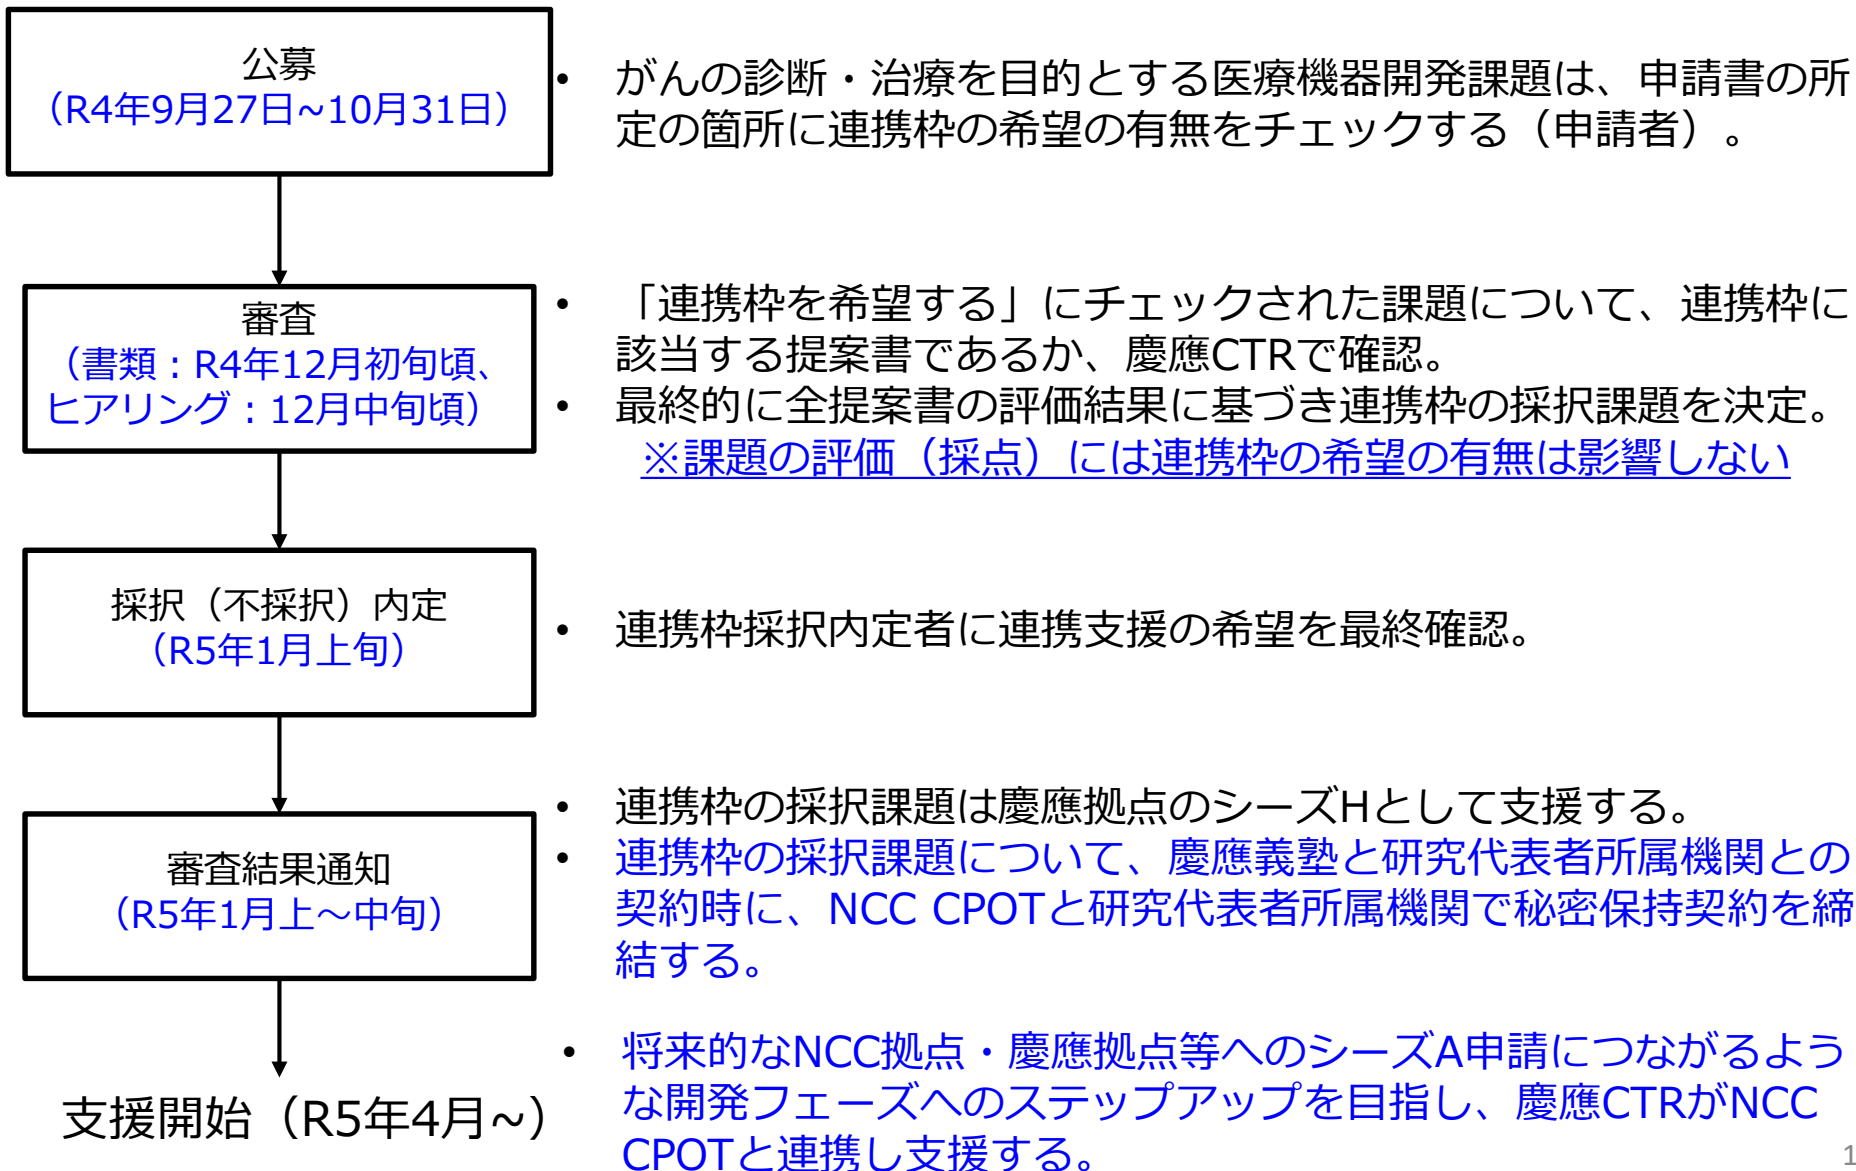 公募
（R4年9月27日~10月31日）
• がんの診断・治療を目的とする医療機器開発課題は、申請書の所
定の箇所に連携枠の希望の有無をチェックする（申請者）。
審査
（書類：R4年12月初旬頃、
ヒアリング：12月中旬頃）
• 「連携枠を希望する」にチェックされた課題について、連携枠に
該当する提案書であるか、慶應CTRで確認。
• 最終的に全提案書の評価結果に基づき連携枠の採択課題を決定。
※課題の評価（採点）には連携枠の希望の有無は影響しない
採択（不採択）内定
（R5年1月上旬）
• 連携枠採択内定者に連携支援の希望を最終確認。
審査結果通知
（R5年1月上～中旬）
• 連携枠の採択課題は慶應拠点のシーズHとして支援する。
• 連携枠の採択課題について、慶應義塾と研究代表者所属機関との
契約時に、NCC CPOTと研究代表者所属機関で秘密保持契約を締
結する。
支援開始（R5年4月~）
• 将来的なNCC拠点・慶應拠点等へのシーズA申請につながるよう
な開発フェーズへのステップアップを目指し、慶應CTRがNCC
CPOTと連携し支援する。
1